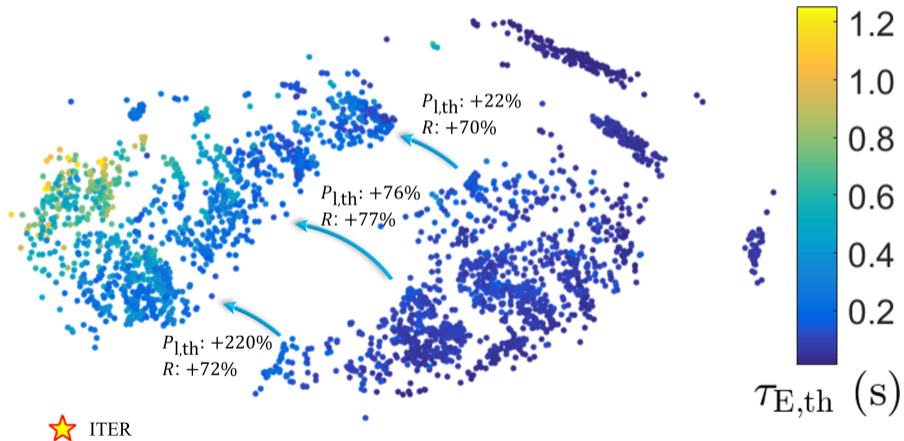 P_l,th: +22%
R: +70%
P_l,th: +76%
R: +77%
P_l,th: +220%
R: +72%
ITER
1.2
1.0
0.8
0.6
0.4
0.2
τ_E,th (s)